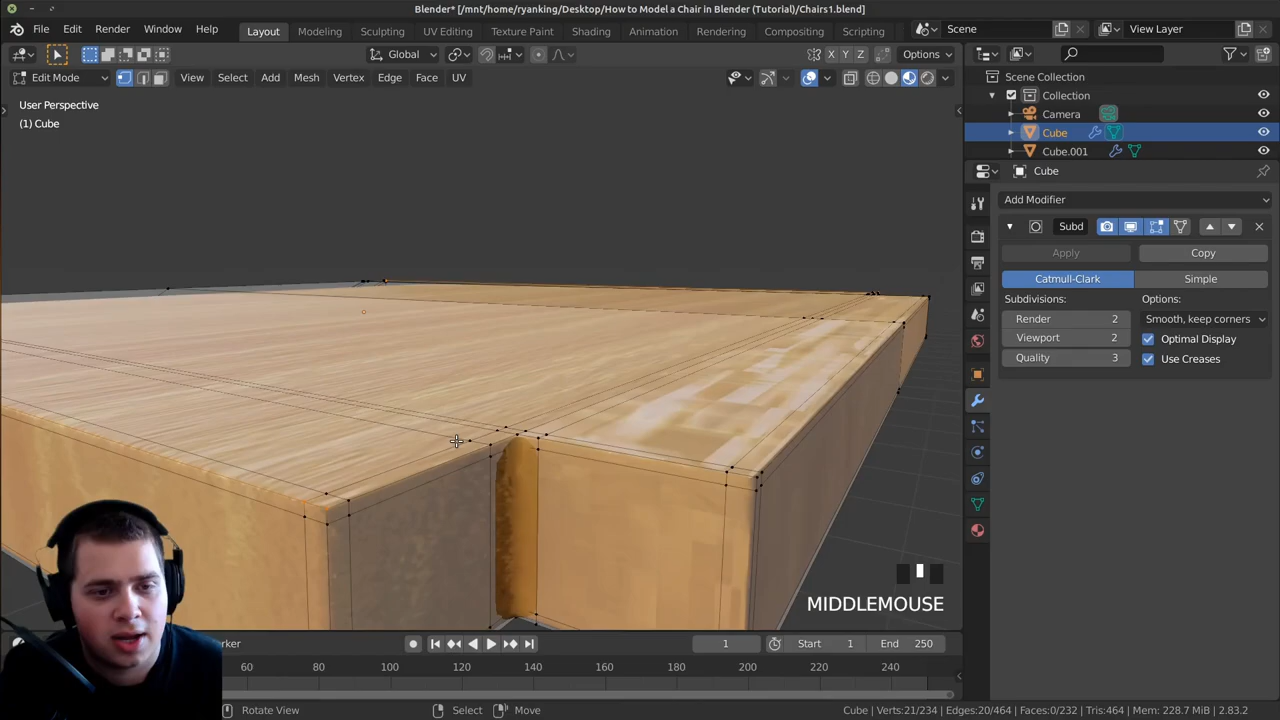 Blender* [/mnt/home/ryanking/Desktop/How to Model a Chair in Blender (Tutorial)/Chairs1.blend]
File Edit Render Window Help Layout Modeling Sculpting UV Editing Texture Paint Shading Animation Rendering Compositing Scripting Scene View Layer
Global X Y Z Options
Edit Mode View Select Add Mesh Vertex Edge Face UV
Scene Collection
Collection
Camera
Cube
Cube.001
User Perspective
(1) Cube
Cube
Add Modifier
Subd
Apply Copy
Catmull-Clark Simple
Subdivisions: Options:
Render 2 Smooth, keep corners
Viewport 2 Optimal Display
Quality 3 Use Creases
MIDDLEMOUSE
1 Start 1 End 250
60 80 100 120 140 160 180 200 220 240
Rotate View Select Move Cube | Verts:21/234 | Edges:20/464 | Faces:0/232 | Tris:464 | Mem: 228.7 MiB | 2.83.2